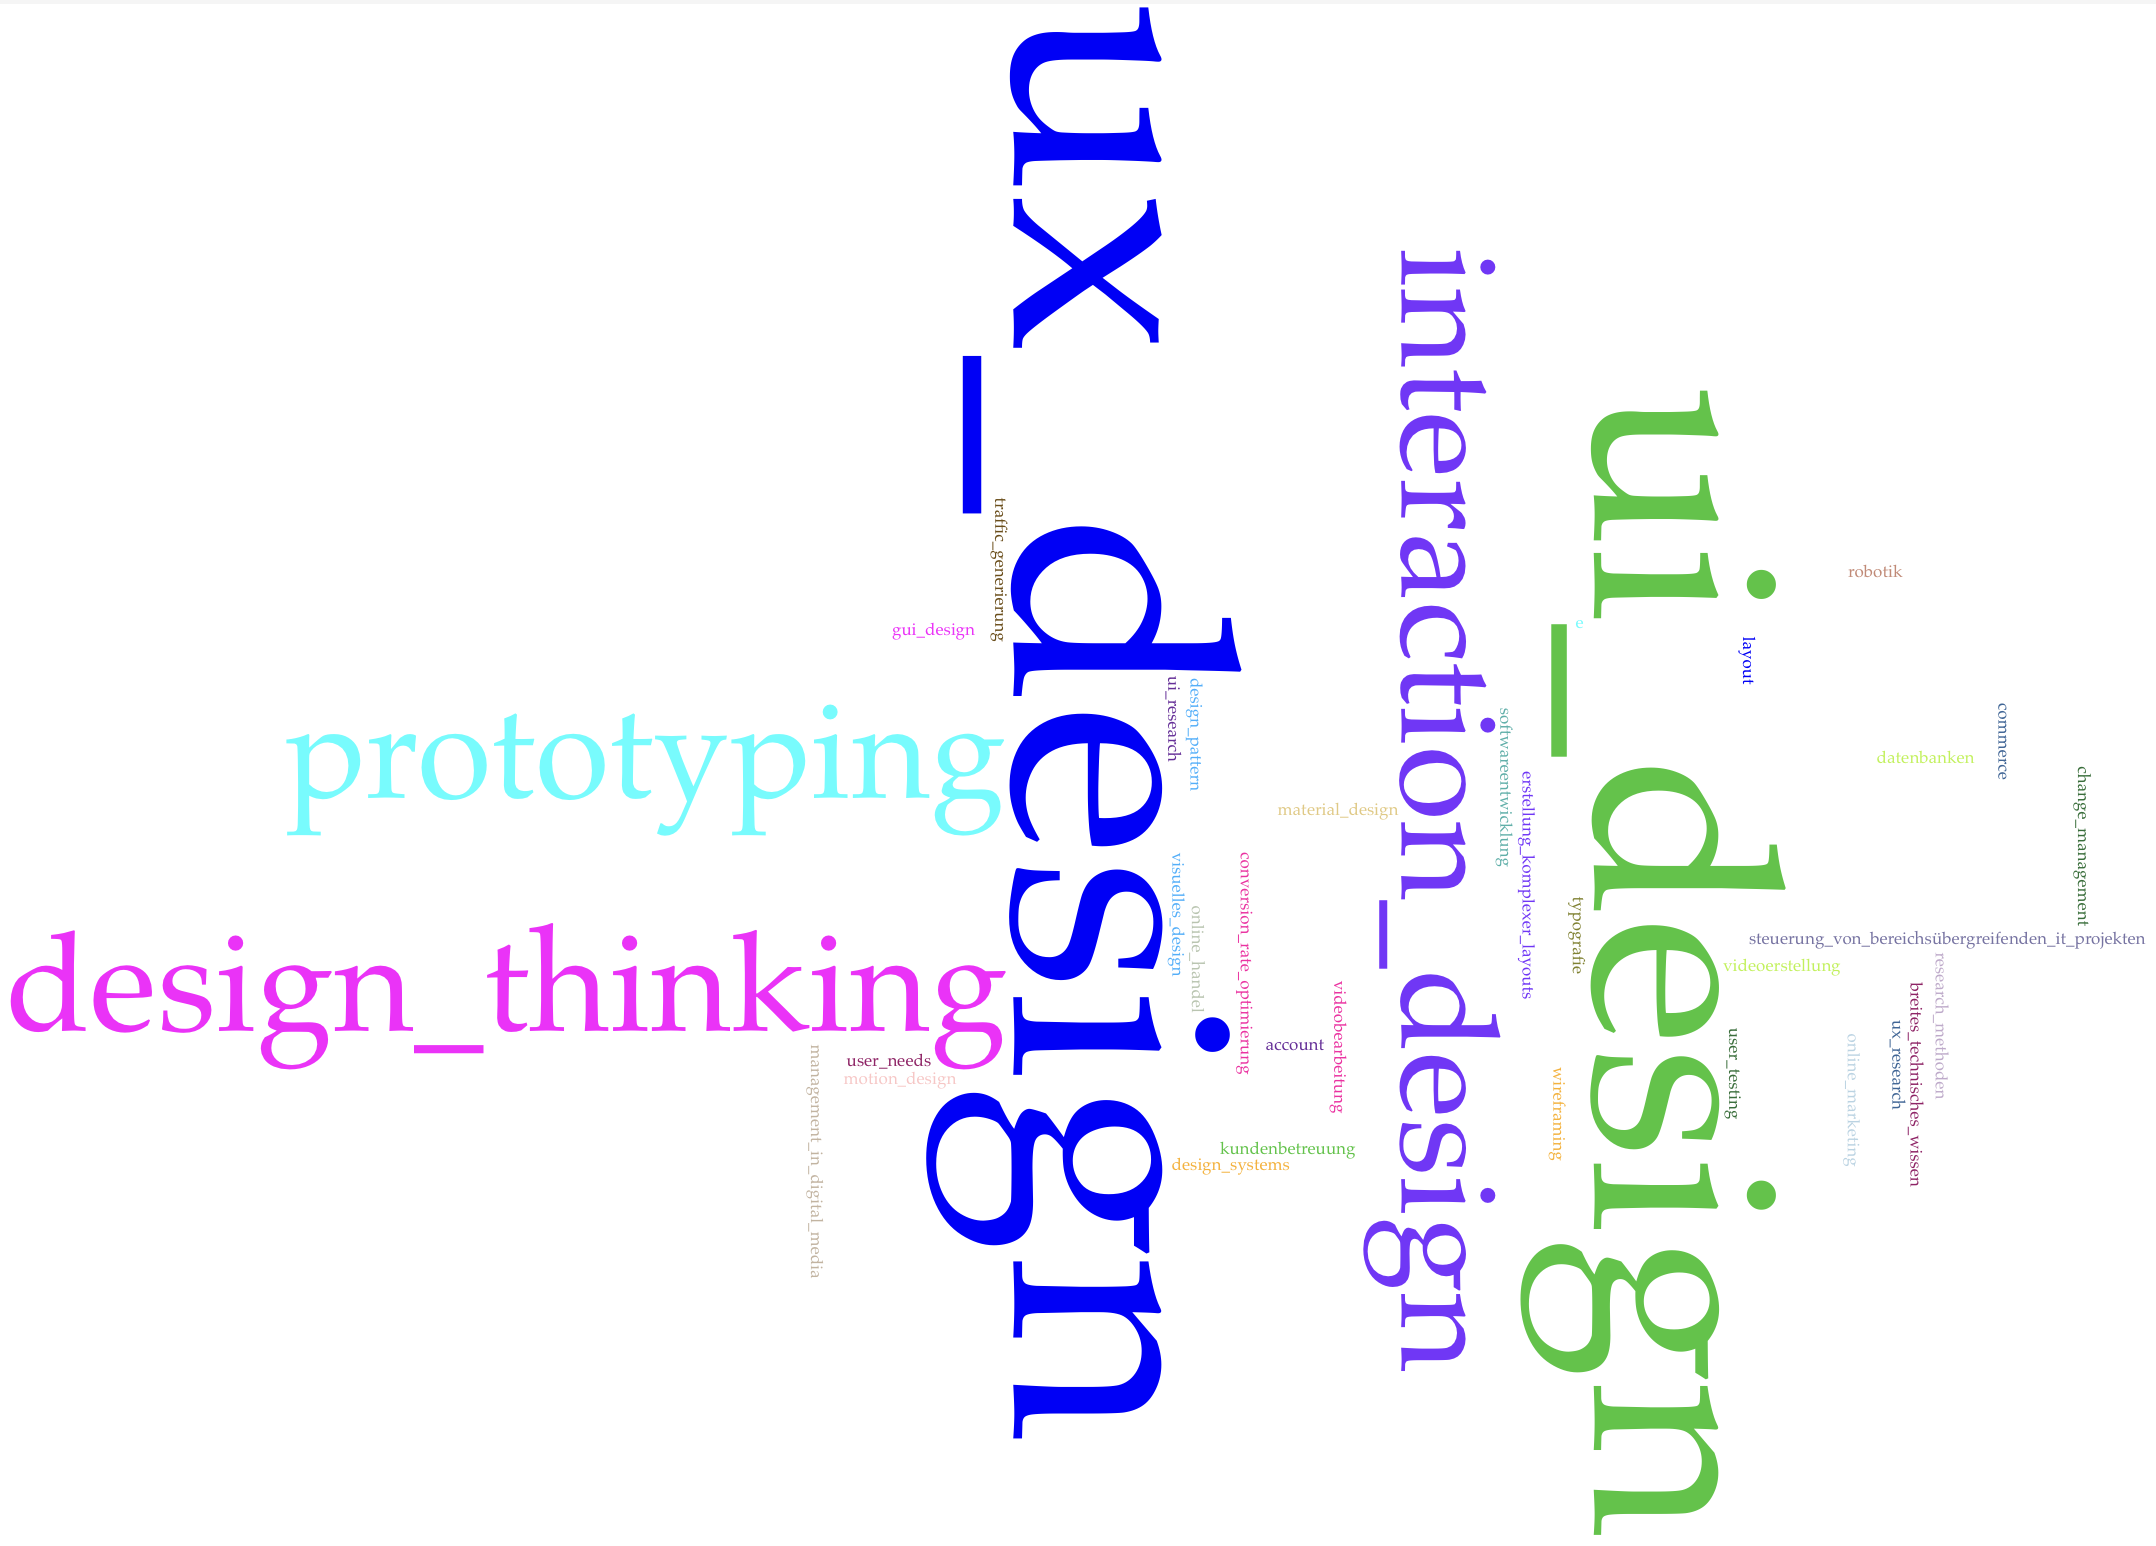 ux_design
interaction_design
ui_design
prototyping
design_thinking
traffic_generierung
gui_design
ui_research
design_pattern
material_design
softwareentwicklung
erstellung_komplexer_layouts
e
layout
robotik
commerce
datenbanken
change_management
visuelles_design
online_handel
conversion_rate_optimierung
typografie
steuerung_von_bereichsübergreifenden_it_projekten
videoerstellung
research_methoden
breites_technisches_wissen
ux_research
online_marketing
user_testing
wireframing
videobearbeitung
account
user_needs
motion_design
management_in_digital_media
kundenbetreuung
design_systems